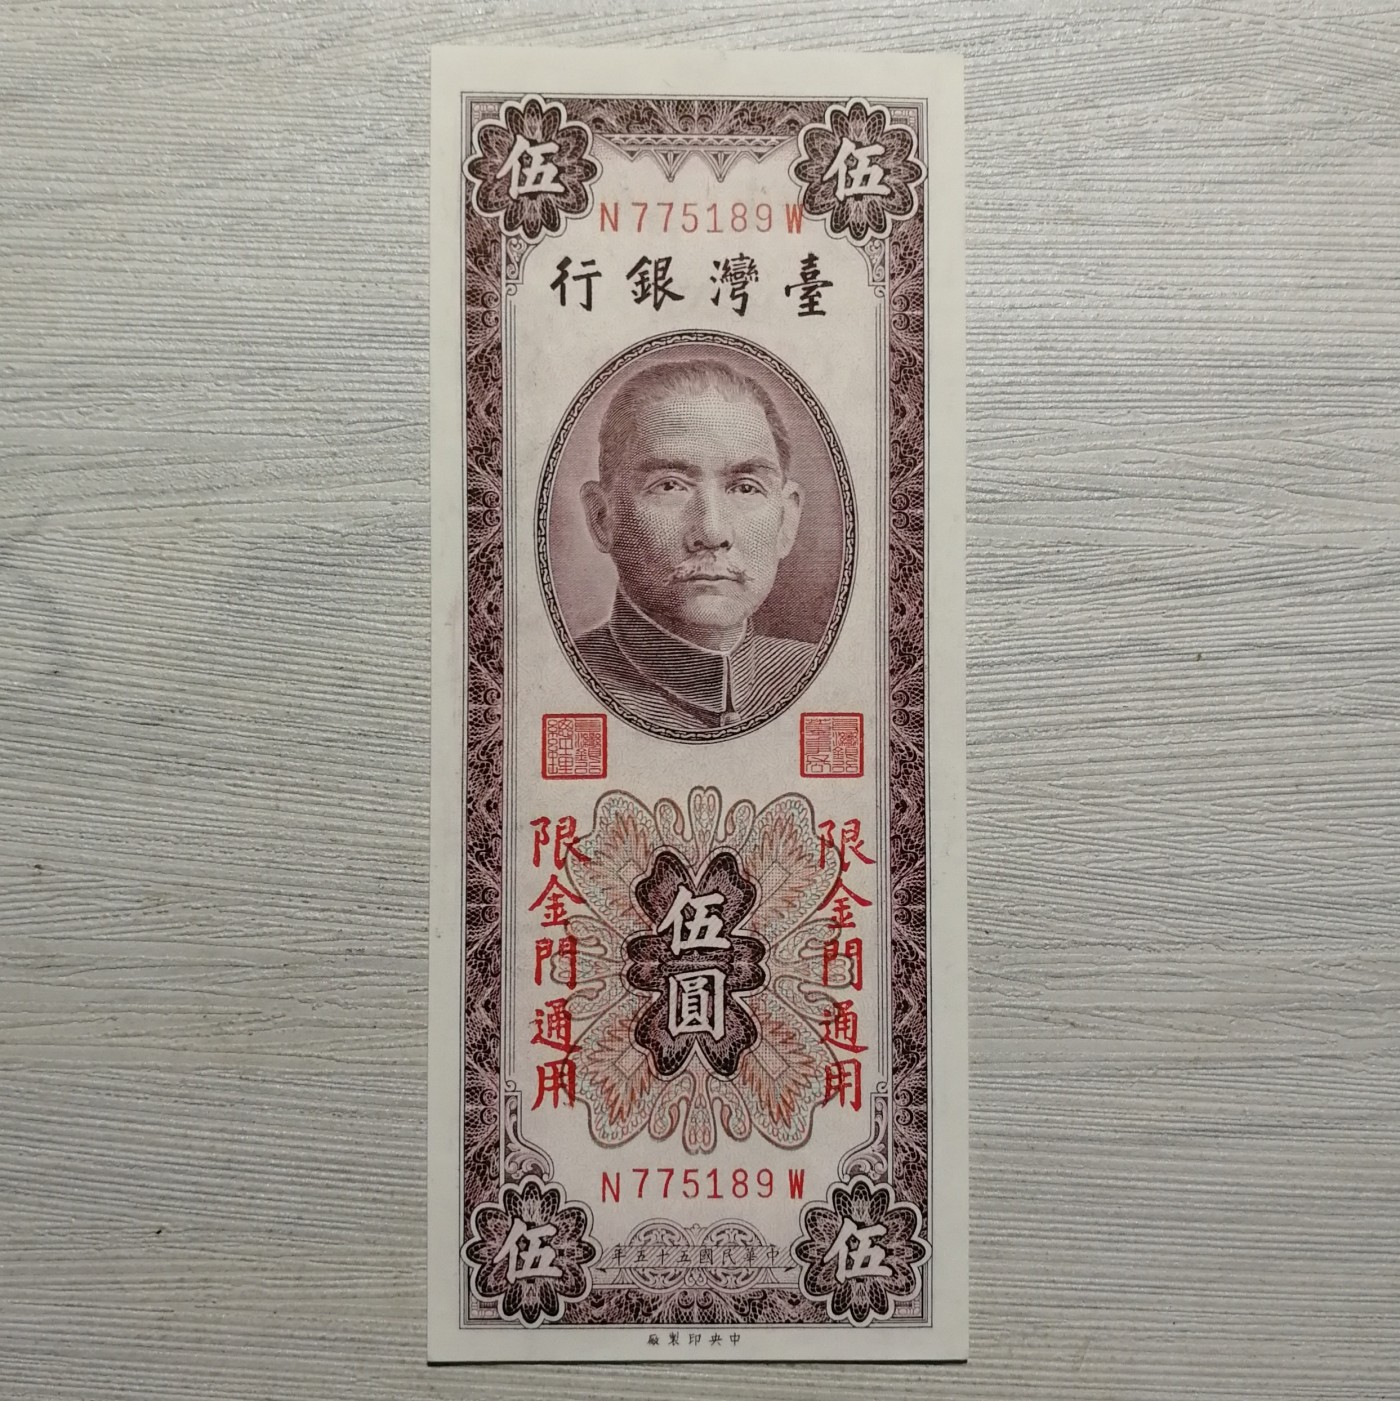 伍 伍
N775189W
臺灣銀行
限金門通用
限金門通用
伍圓
N775189W
伍 伍
中華民國五十五年
中央印製廠